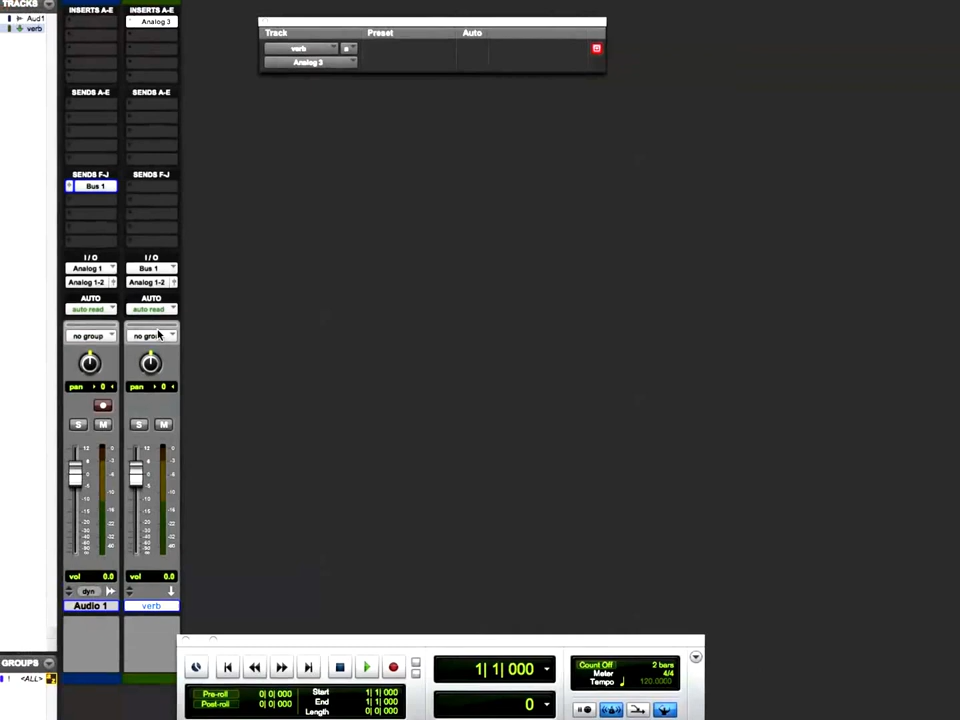 TRACKS
Aud1
verb
INSERTS A-E
INSERTS A-E
Analog 3
Track Preset Auto
verb a
Analog 3
SENDS A-E
SENDS A-E
SENDS F-J
SENDS F-J
Bus 1
I / O
I / O
Analog 1
Bus 1
Analog 1-2
Analog 1-2
AUTO
AUTO
auto read
auto read
no group
pan 0
pan 0
S M
S M
vol 0.0
vol 0.0
dyn
Audio 1
verb
GROUPS
! <ALL>
1| 1| 000
0
Count Off 2 bars
Meter 4/4
Tempo 120.0000
Pre-roll 0| 0| 000
Post-roll 0| 0| 000
Start 1| 1| 000
End 1| 1| 000
Length 0| 0| 000